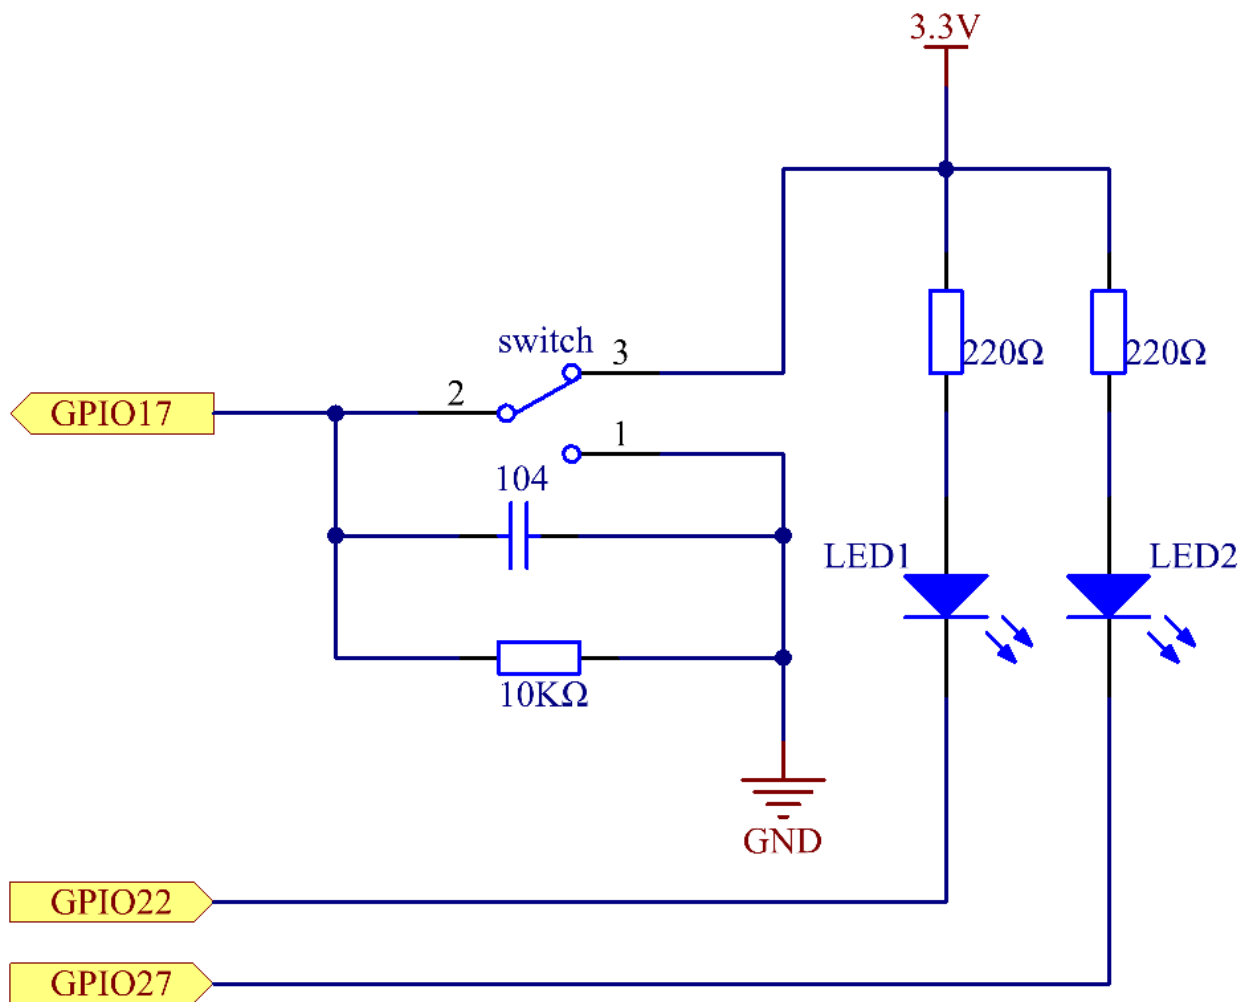 3.3V
switch
3
220Ω
220Ω
2
GPIO17
1
104
LED1
LED2
10KΩ
GND
GPIO22
GPIO27